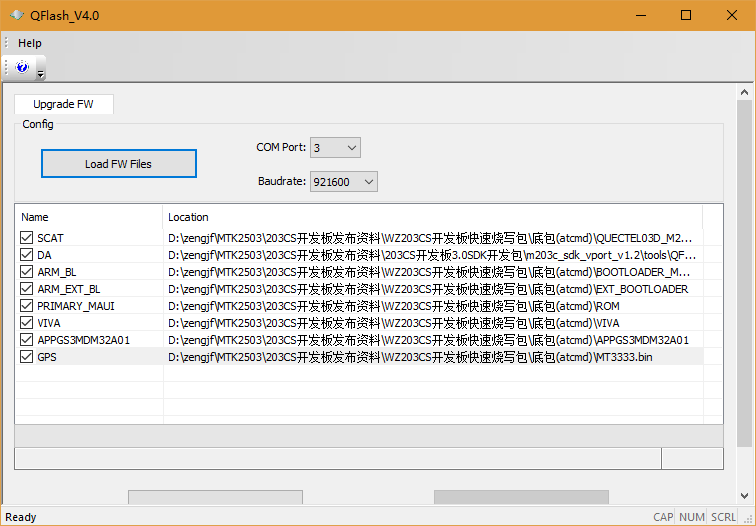 QFlash_V4.0
Help
Upgrade FW
Config
Load FW Files
COM Port: 3
Baudrate: 921600
Name Location
SCAT D:\zengjf\MTK2503\203CS开发板发布资料\WZ203CS开发板快速烧写包\底包(atcmd)\QUECTEL03D_M2...
DA D:\zengjf\MTK2503\203CS开发板发布资料\203CS开发板3.0SDK开发包\m203c_sdk_vport_v1.2\tools\QF...
ARM_BL D:\zengjf\MTK2503\203CS开发板发布资料\WZ203CS开发板快速烧写包\底包(atcmd)\BOOTLOADER_M...
ARM_EXT_BL D:\zengjf\MTK2503\203CS开发板发布资料\WZ203CS开发板快速烧写包\底包(atcmd)\EXT_BOOTLOADER
PRIMARY_MAUI D:\zengjf\MTK2503\203CS开发板发布资料\WZ203CS开发板快速烧写包\底包(atcmd)\ROM
VIVA D:\zengjf\MTK2503\203CS开发板发布资料\WZ203CS开发板快速烧写包\底包(atcmd)\VIVA
APPGS3MDM32A01 D:\zengjf\MTK2503\203CS开发板发布资料\WZ203CS开发板快速烧写包\底包(atcmd)\APPGS3MDM32A01
GPS D:\zengjf\MTK2503\203CS开发板发布资料\WZ203CS开发板快速烧写包\底包(atcmd)\MT3333.bin
Ready CAP NUM SCRL